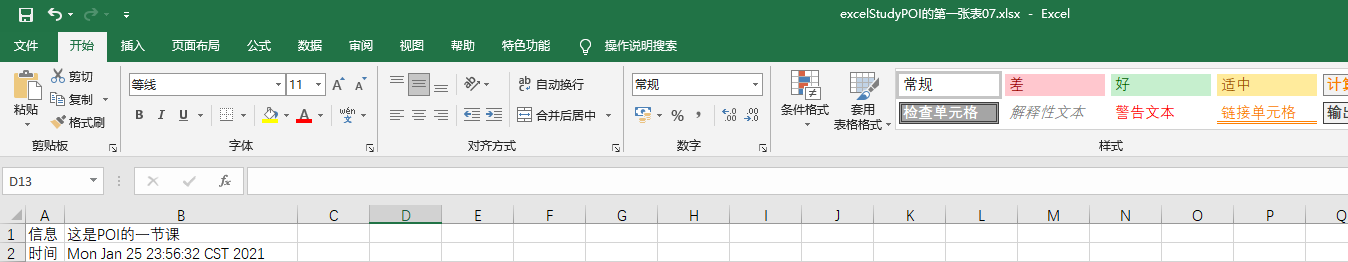 excelStudyPOI的第一张表07.xlsx - Excel
文件 开始 插入 页面布局 公式 数据 审阅 视图 帮助 特色功能 操作说明搜索
粘贴 剪切 复制 格式刷
剪贴板
等线 11 A A
B I U A wén 文
字体
ab 自动换行
合并后居中
对齐方式
常规
% , .00
数字
条件格式 套用表格格式
常规 差 好 适中 计算
检查单元格 解释性文本 警告文本 链接单元格 输出
样式
D13 fx
A B C D E F G H I J K L M N O P Q
1 信息 这是POI的一节课
2 时间 Mon Jan 25 23:56:32 CST 2021